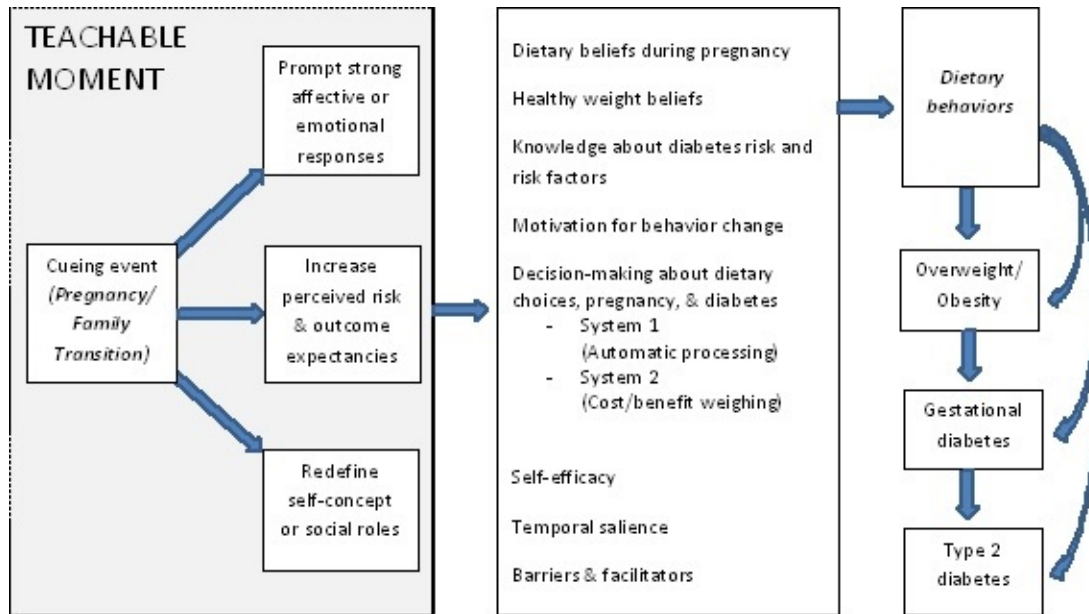 TEACHABLE
MOMENT
Prompt strong
affective or
emotional
responses
Cueing event
(Pregnancy/
Family
Transition)
Increase
perceived risk
& outcome
expectancies
Redefine
self-concept
or social roles
Dietary beliefs during pregnancy
Healthy weight beliefs
Knowledge about diabetes risk and
risk factors
Motivation for behavior change
Decision-making about dietary
choices, pregnancy, & diabetes
- System 1
(Automatic processing)
- System 2
(Cost/benefit weighing)
Self-efficacy
Temporal salience
Barriers & facilitators
Dietary
behaviors
Overweight/
Obesity
Gestational
diabetes
Type 2
diabetes